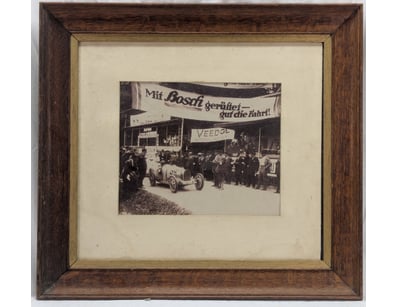 Mit Bosch gerüstet —
gut die Fahrt!
VEEDOL